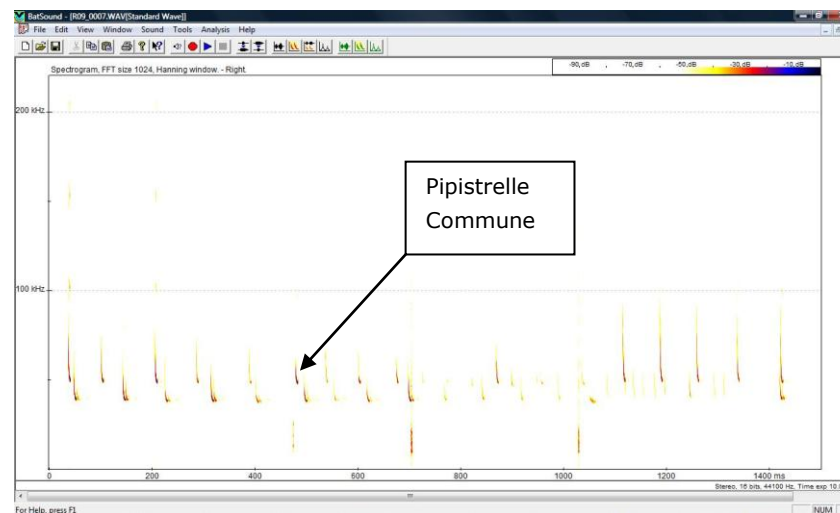 BatSound - [R09_0007.WAV[Standard Wave]]
File Edit View Window Sound Tools Analysis Help
Spectrogram, FFT size 1024, Hanning window. - Right.
-90,dB -70,dB -50,dB -30,dB -10,dB
200 kHz
Pipistrelle
Commune
100 kHz
0 200 400 600 800 1000 1200 1400 ms
Stereo, 16 bits, 44100 Hz, Time exp 10.
For Help, press F1
NUM